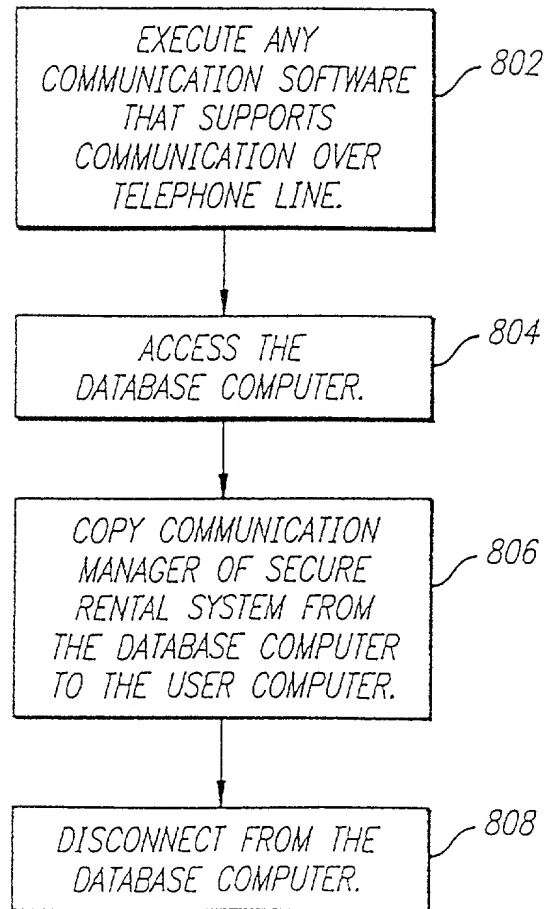 EXECUTE ANY
COMMUNICATION SOFTWARE
THAT SUPPORTS
COMMUNICATION OVER
TELEPHONE LINE.
802
ACCESS THE
DATABASE COMPUTER.
804
COPY COMMUNICATION
MANAGER OF SECURE
RENTAL SYSTEM FROM
THE DATABASE COMPUTER
TO THE USER COMPUTER.
806
DISCONNECT FROM THE
DATABASE COMPUTER.
808